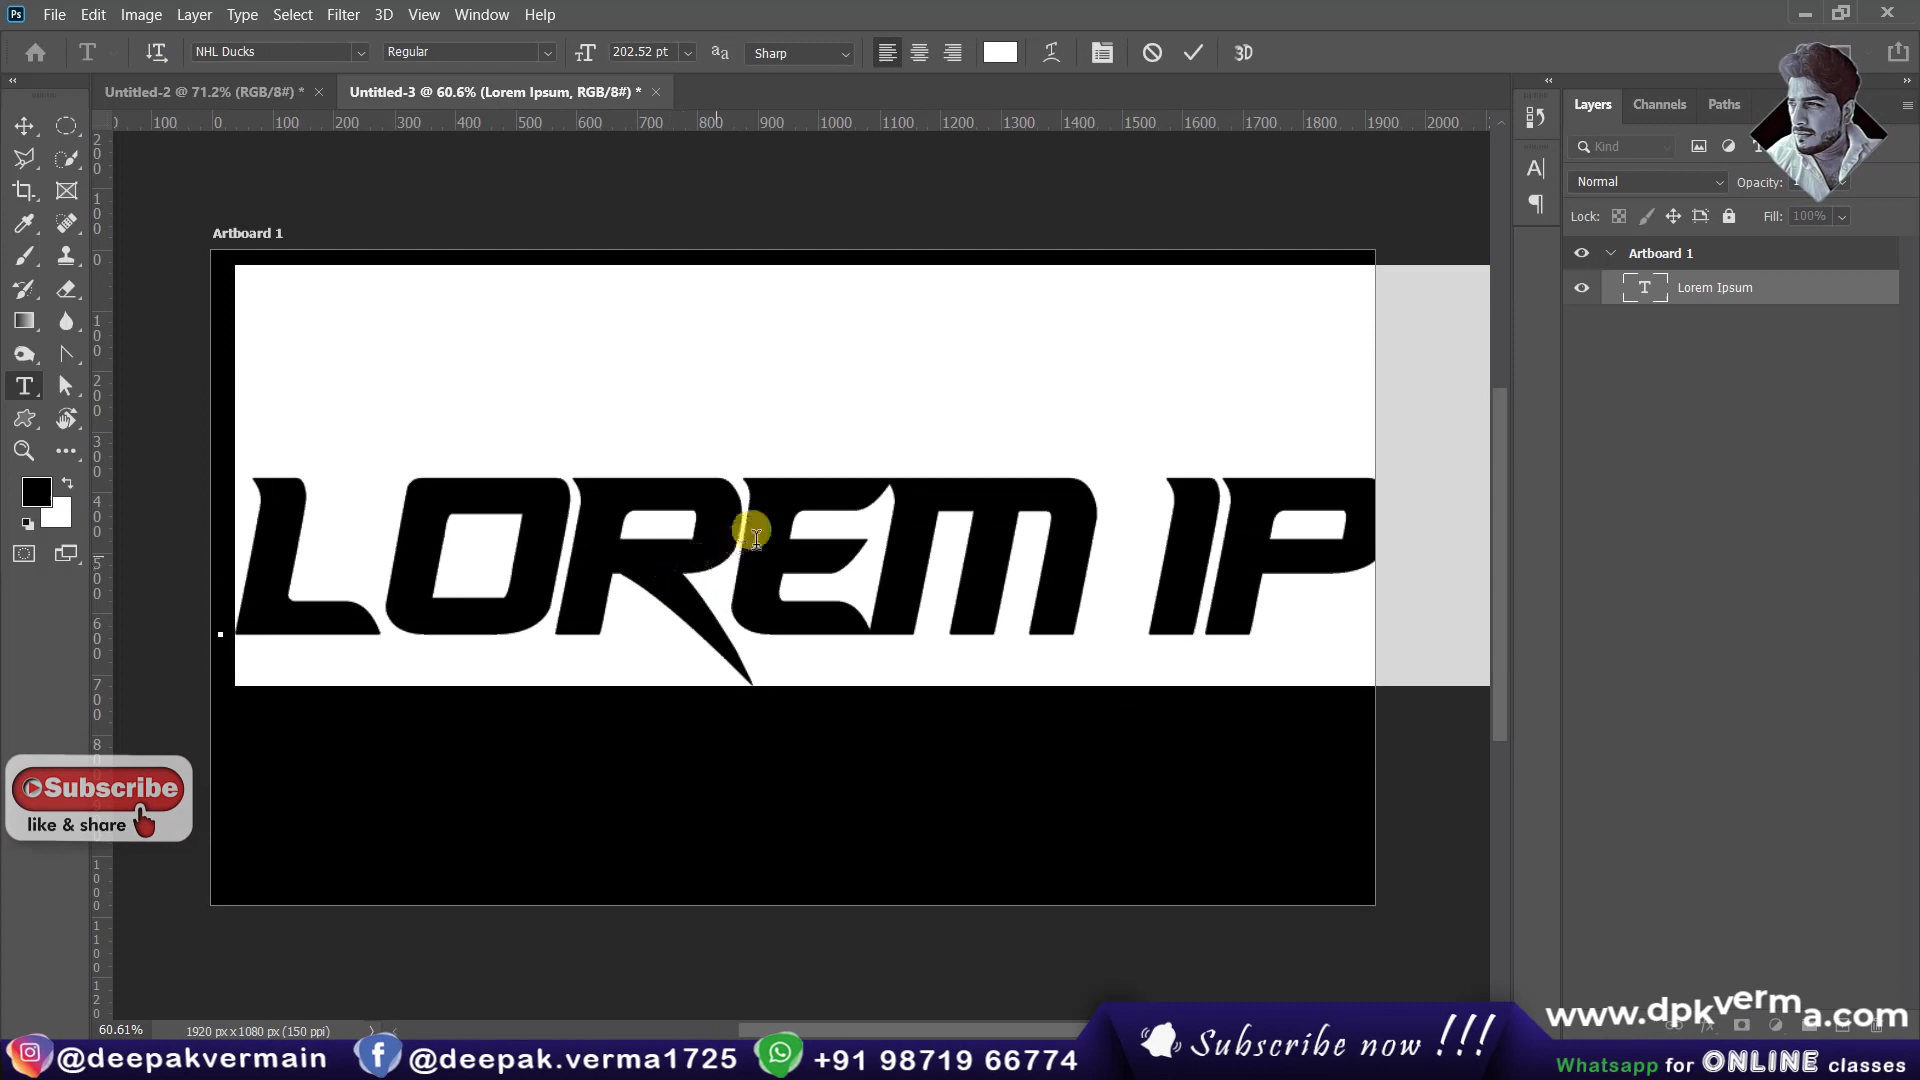 File Edit Image Layer Type Select Filter 3D View Window Help
NHL Ducks Regular 202.52 pt Sharp 3D
Untitled-2 @ 71.2% (RGB/8#) * Untitled-3 @ 60.6% (Lorem Ipsum, RGB/8#) *
100 0 100 200 300 400 500 600 700 800 900 1000 1100 1200 1300 1400 1500 1600 1700 1800 1900 2000
Layers Channels Paths
Kind
Normal Opacity:
Lock: Fill: 100%
Artboard 1
Lorem Ipsum
Artboard 1
LOREM IP
Subscribe
like & share
60.61% 1920 px x 1080 px (150 ppi)
@deepakvermain @deepak.verma1725 +91 98719 66774
Subscribe now !!!
www.dpkverma.com
Whatsapp for ONLINE classes